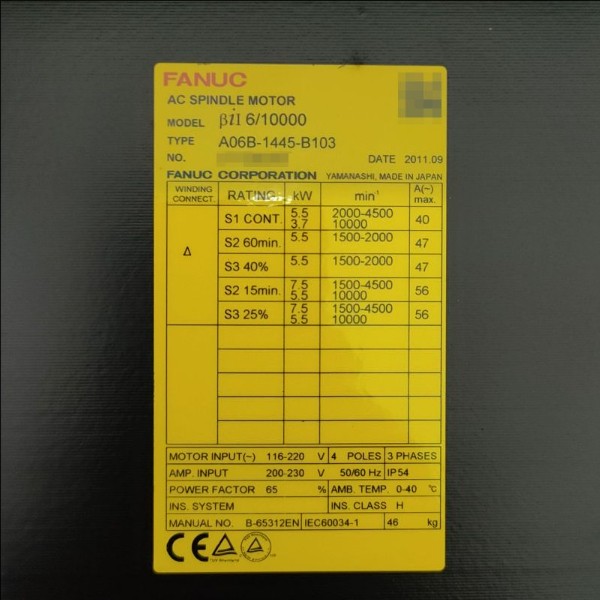 FANUC
AC SPINDLE MOTOR
MODEL βiI 6/10000
TYPE A06B-1445-B103
NO.
DATE 2011.09
FANUC CORPORATION YAMANASHI, MADE IN JAPAN
WINDING CONNECT. RATING kW min⁻¹ A(~) max.
Δ
S1 CONT. 5.5 2000-4500 40
3.7 10000
S2 60min. 5.5 1500-2000 47
S3 40% 5.5 1500-2000 47
S2 15min. 7.5 1500-4500 56
5.5 10000
S3 25% 7.5 1500-4500 56
5.5 10000
MOTOR INPUT(~) 116-220 V 4 POLES 3 PHASES
AMP. INPUT 200-230 V 50/60 Hz IP54
POWER FACTOR 65 % AMB. TEMP. 0-40 ℃
INS. SYSTEM INS. CLASS H
MANUAL NO. B-65312EN IEC60034-1 46 kg
CE